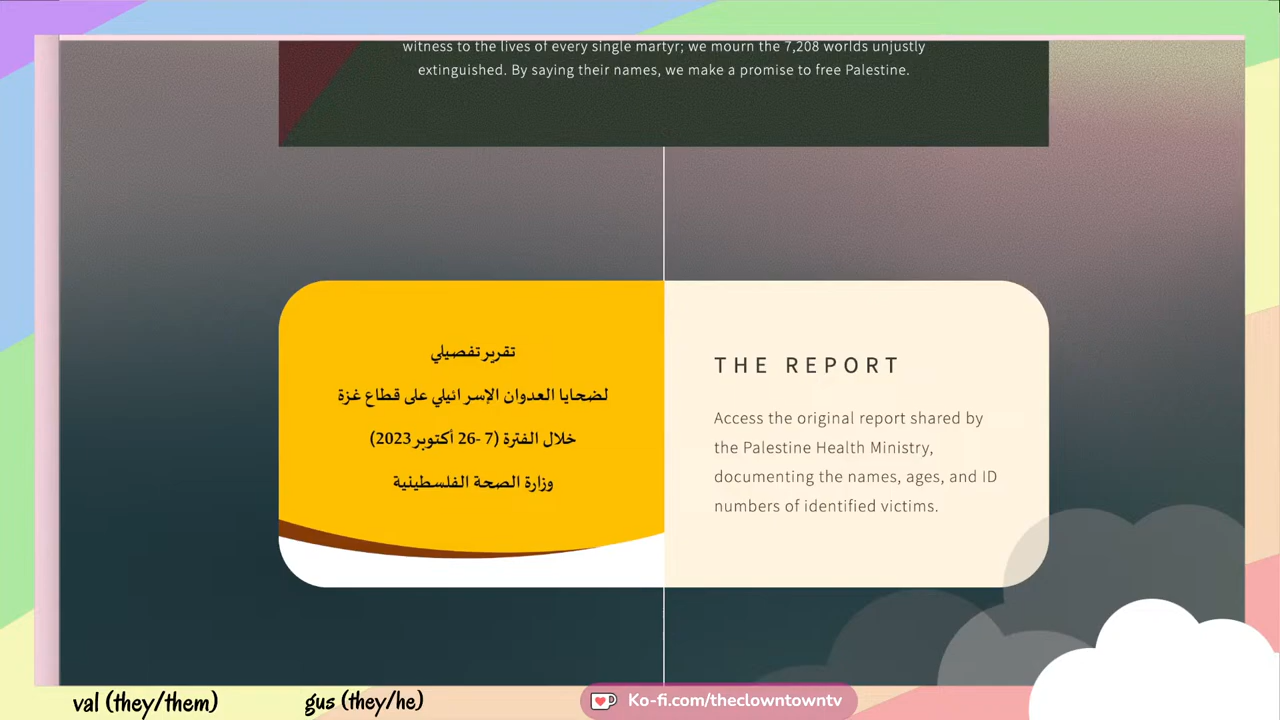 witness to the lives of every single martyr; we mourn the 7,208 worlds unjustly
extinguished. By saying their names, we make a promise to free Palestine.
تقرير تفصيلي
لضحايا العدوان الإسرائيلي على قطاع غزة
خلال الفترة (7 -26 أكتوبر 2023)
وزارة الصحة الفلسطينية
THE REPORT
Access the original report shared by
the Palestine Health Ministry,
documenting the names, ages, and ID
numbers of identified victims.
val (they/them)
gus (they/he)
Ko-fi.com/theclowntowntv